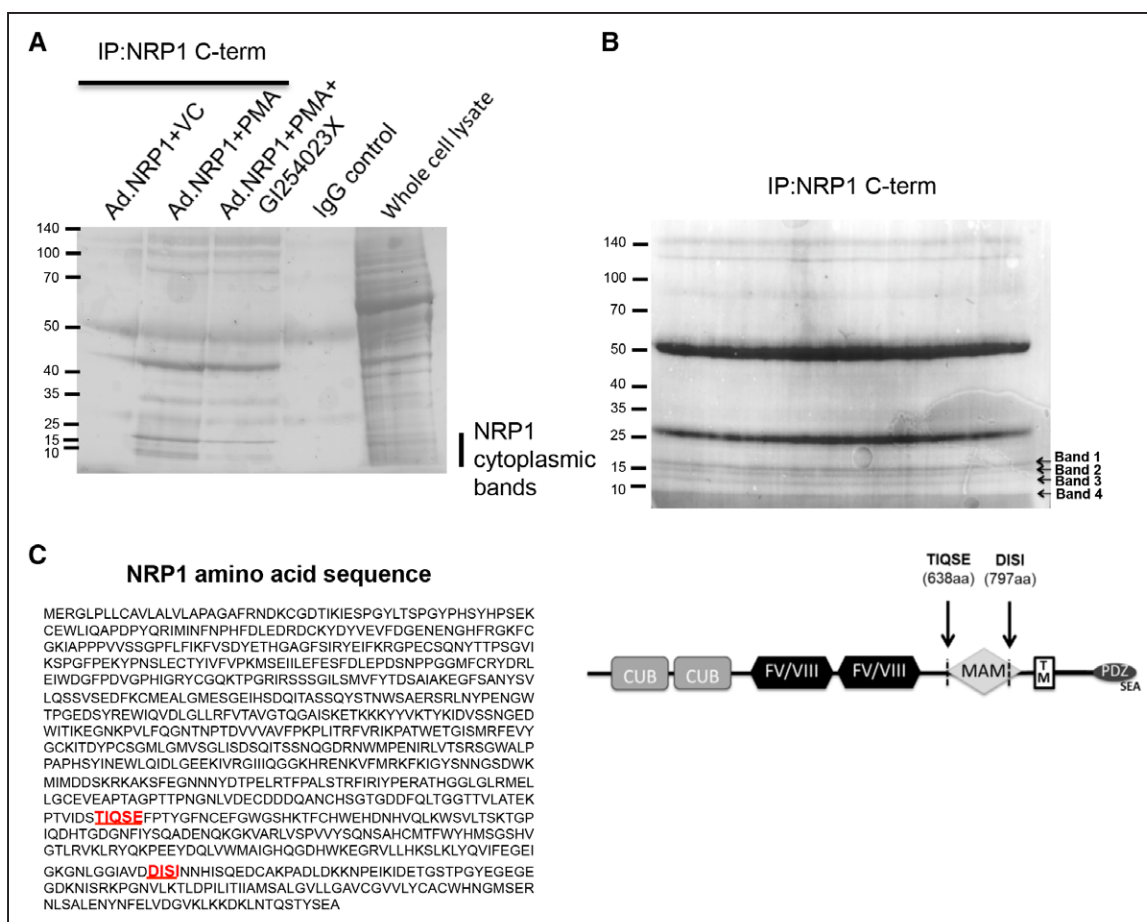 A
IP:NRP1 C-term
Ad.NRP1+VC
Ad.NRP1+PMA
Ad.NRP1+PMA+
GI254023X
IgG control
Whole cell lysate
140
100
70
50
40
35
25
15
10
NRP1
cytoplasmic
bands
B
IP:NRP1 C-term
140
100
70
50
40
35
25
15
10
Band 1
Band 2
Band 3
Band 4
C
NRP1 amino acid sequence
MERGLPLLCAVLALVLAPAGAFRNDKCGDTIKIESPGYLTSPGYPHSYHPSEK
CEWLIQAPDPYQRIMINFNPHFDLEDRDCKYDYVEVFDGENENGHFRGKFC
GKIAPPPVVSSGPFLFIKFVSDYETHGAGFSIRYEIFKRGPECSQNYTTPSGVI
KSPGFPEKYPNSLECTYIVFVPKMSEIILEFESFDLEPDSNPPGGMFCRYDRL
EIWDGFPDVGPHIGRYCGQKTPGRIRSSSGILSMVFYTDSAIAKEGFSANYSV
LQSSVSEDFKCMEALGMESGEIHSDQITASSQYSTNWSAERSRLNYPENGW
TPGEDSYREWIQVDLGLLRFVTAVGTQGAISKETKKKYYVKTYKIDVSSNGED
WITIKEGNKPVLFQGNTNPTDVVVAVFPKPLITRFVRIKPATWETGISMRFEVY
GCKITDYPCSGMLGMVSGLISDSQITSSNQGDRNWMPENIRLVTSRSGWALP
PAPHSYINEWLQIDLGEEKIVRGIIIQGGKHRENKVFMRKFKIGYSNNGSDWK
MIMDDSKRKAKSFEGNNNYDTPELRTFPALSTRFIRIYPERATHGGLGLRMEL
LGCEVEAPTAGPTTPNGNLVDECDDDQANCHSGTGDDFQLTGGTTVLATEK
PTVIDSTIQSEFPTYGFNCEFGWGSHKTFCHWEHDNHVQLKWSVLTSKTGP
IQDHTGDGNFIYSQADENQKGKVARLVSPVVYSQNSAHCMTFWYHMSGSHV
GTLRVKLRYQKPEEYDQLVWMAIGHQGDHWKEGRVLLHKSLKLYQVIFEGEI
GKGNLGGIAVDDISINNHISQEDCAKPADLDKKNPEIKIDETGSTPGYEGEGE
GDKNISRKPGNVLKTLDPILITIIAMSALGVLLGAVCGVVLYCACWHNGMSER
NLSALENYNFELVDGVKLKKDKLNTQSTYSEA
TIQSE
(638aa)
DISI
(797aa)
CUB
CUB
FV/VIII
FV/VIII
MAM
TM
PDZ
SEA